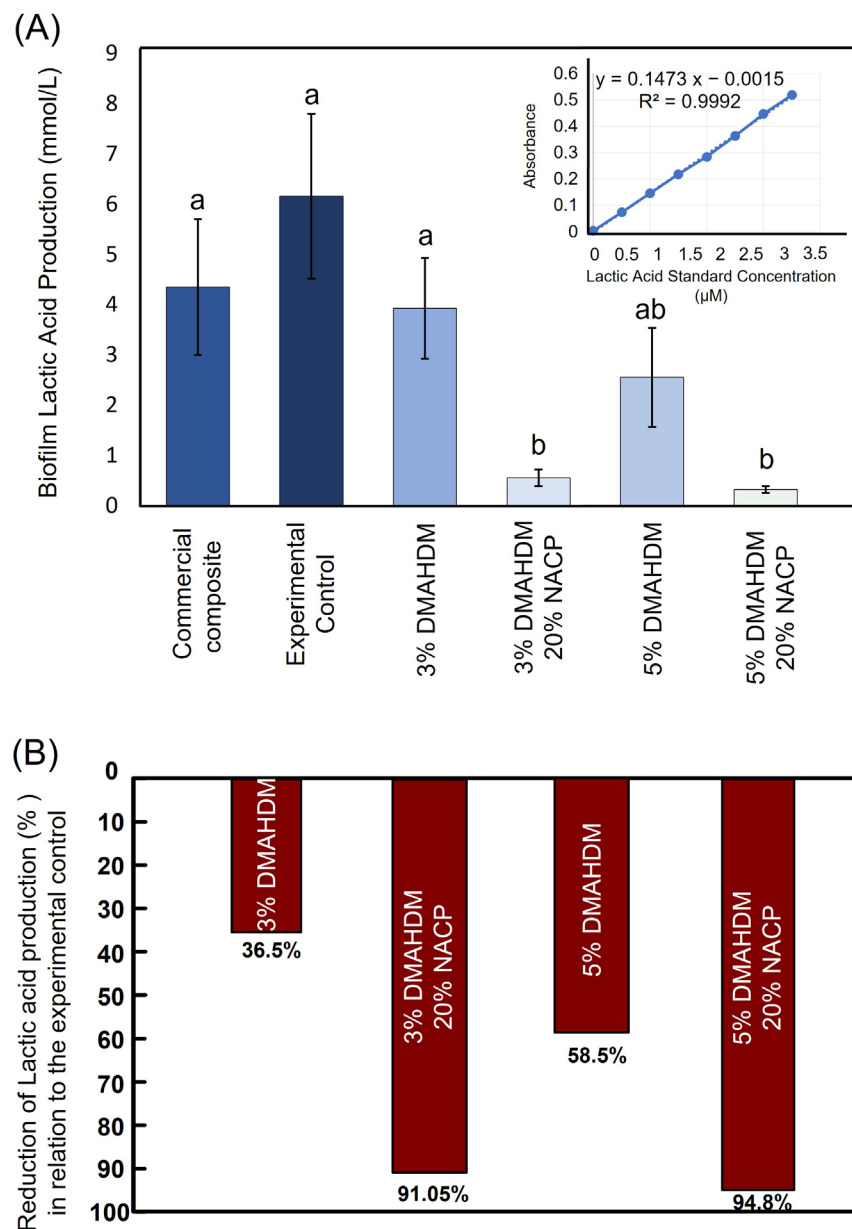 (A)
Biofilm Lactic Acid Production (mmol/L)
9
8
7
6
5
4
3
2
1
0
a
a
a
b
ab
b
Commercial
composite
Experimental
Control
3% DMAHDM
3% DMAHDM
20% NACP
5% DMAHDM
5% DMAHDM
20% NACP
y = 0.1473 x − 0.0015
R² = 0.9992
Absorbance
0.6
0.5
0.4
0.3
0.2
0.1
0
0 0.5 1 1.5 2 2.5 3 3.5
Lactic Acid Standard Concentration
(µM)
(B)
Reduction of Lactic acid production (% )
in relation to the experimental control
0
10
20
30
40
50
60
70
80
90
100
3% DMAHDM
36.5%
3% DMAHDM
20% NACP
91.05%
5% DMAHDM
58.5%
5% DMAHDM
20% NACP
94.8%